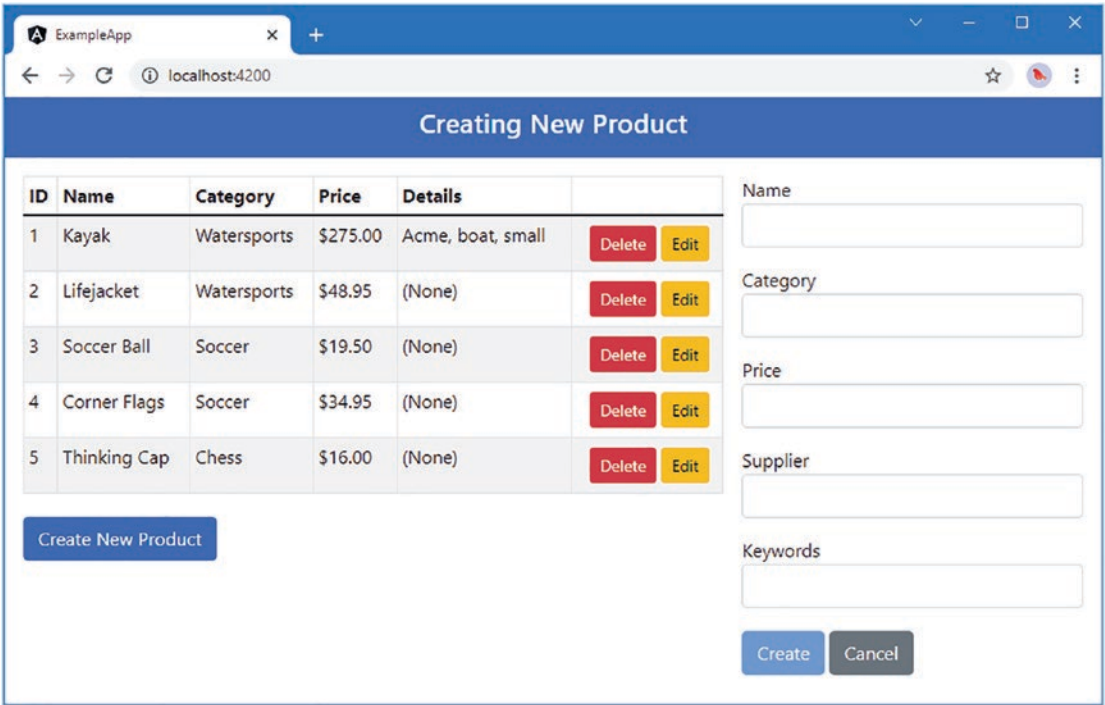 ExampleApp
localhost:4200
Creating New Product
ID Name Category Price Details
1 Kayak Watersports $275.00 Acme, boat, small Delete Edit
2 Lifejacket Watersports $48.95 (None) Delete Edit
3 Soccer Ball Soccer $19.50 (None) Delete Edit
4 Corner Flags Soccer $34.95 (None) Delete Edit
5 Thinking Cap Chess $16.00 (None) Delete Edit
Create New Product
Name
Category
Price
Supplier
Keywords
Create Cancel